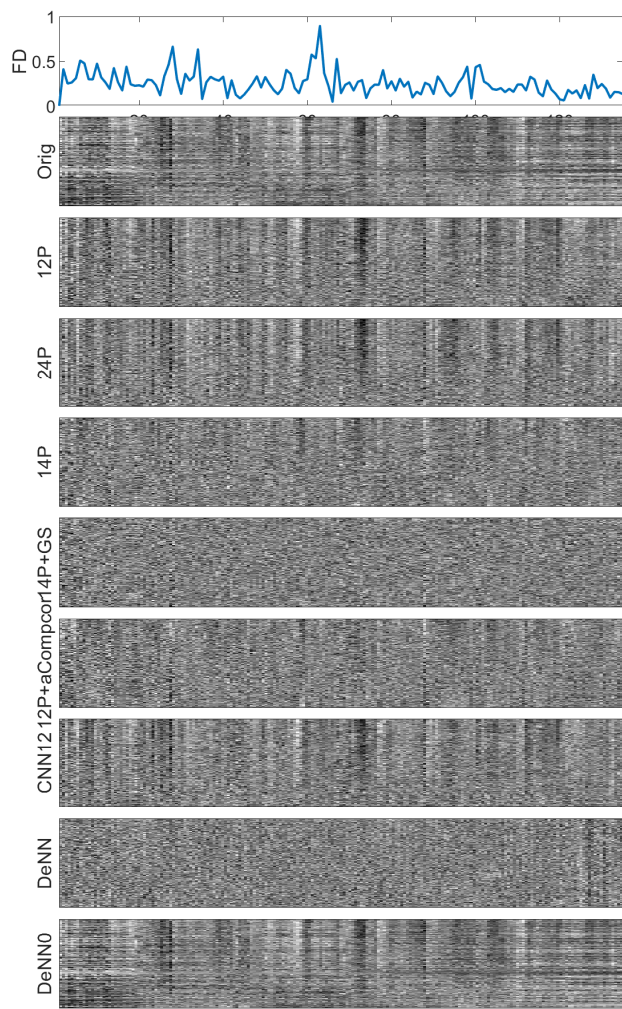 1
0.5
0
FD
Orig
12P
24P
14P
14P+GS
12P+aCompcor
CNN12
DeNN
DeNN0